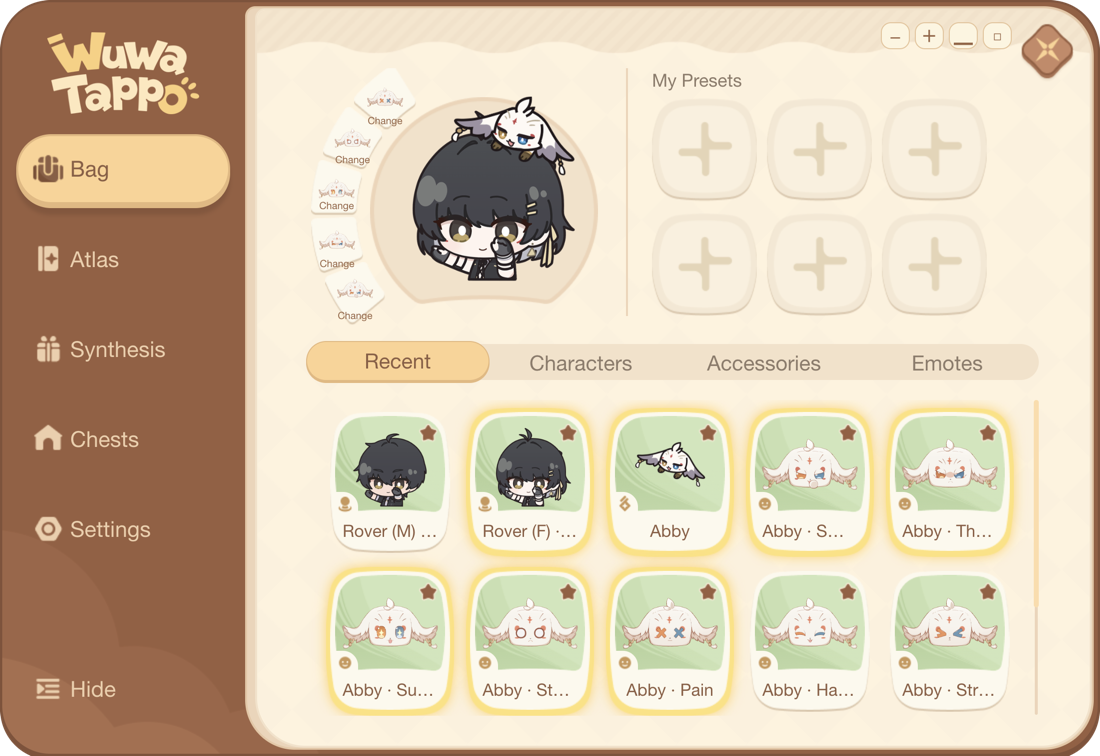 Wuwa
Tappo
Bag
Atlas
Synthesis
Chests
Settings
Hide
Change
Change
Change
Change
Change
My Presets
Recent
Characters
Accessories
Emotes
Rover (M) ...
Rover (F) ·...
Abby
Abby · S...
Abby · Th...
Abby · Su...
Abby · St...
Abby · Pain
Abby · Ha...
Abby · Str...